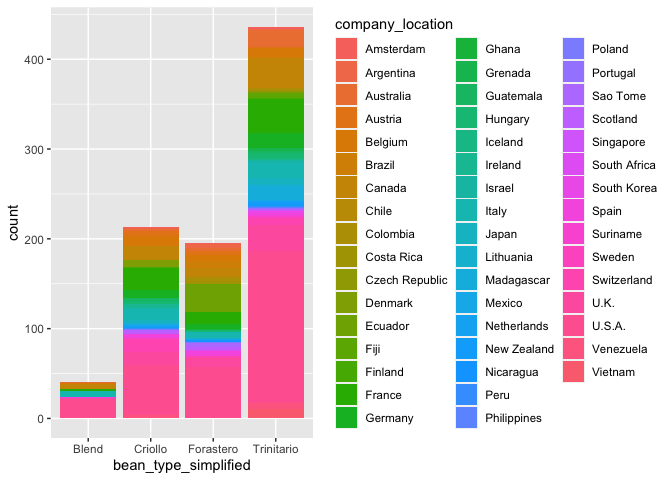 count
400
300
200
100
0
Blend
Criollo
Forastero
Trinitario
bean_type_simplified
company_location
Amsterdam
Argentina
Australia
Austria
Belgium
Brazil
Canada
Chile
Colombia
Costa Rica
Czech Republic
Denmark
Ecuador
Fiji
Finland
France
Germany
Ghana
Grenada
Guatemala
Hungary
Iceland
Ireland
Israel
Italy
Japan
Lithuania
Madagascar
Mexico
Netherlands
New Zealand
Nicaragua
Peru
Philippines
Poland
Portugal
Sao Tome
Scotland
Singapore
South Africa
South Korea
Spain
Suriname
Sweden
Switzerland
U.K.
U.S.A.
Venezuela
Vietnam